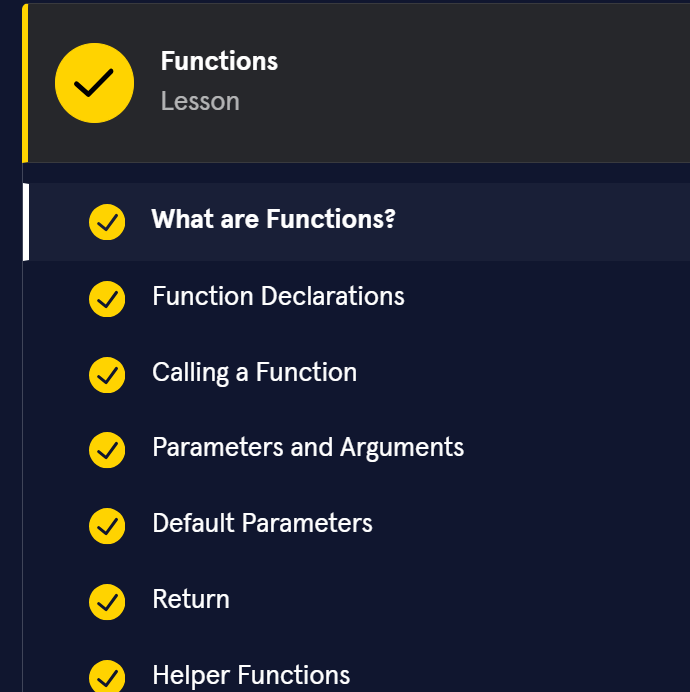 Functions
Lesson
What are Functions?
Function Declarations
Calling a Function
Parameters and Arguments
Default Parameters
Return
Helper Functions